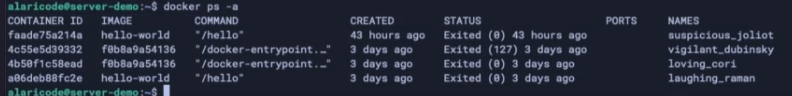 alaricode@server-demo:~$ docker ps -a
CONTAINER ID   IMAGE          COMMAND                  CREATED        STATUS                    PORTS     NAMES
faade75a214a   hello-world    "/hello"                 43 hours ago   Exited (0) 43 hours ago             suspicious_joliot
4c55e5d39332   f0b8a9a54136   "/docker-entrypoint.…"   3 days ago     Exited (127) 3 days ago             vigilant_dubinsky
4b50f1c58ead   f0b8a9a54136   "/docker-entrypoint.…"   3 days ago     Exited (0) 3 days ago               loving_cori
a06deb88fc2e   hello-world    "/hello"                 3 days ago     Exited (0) 3 days ago               laughing_raman
alaricode@server-demo:~$